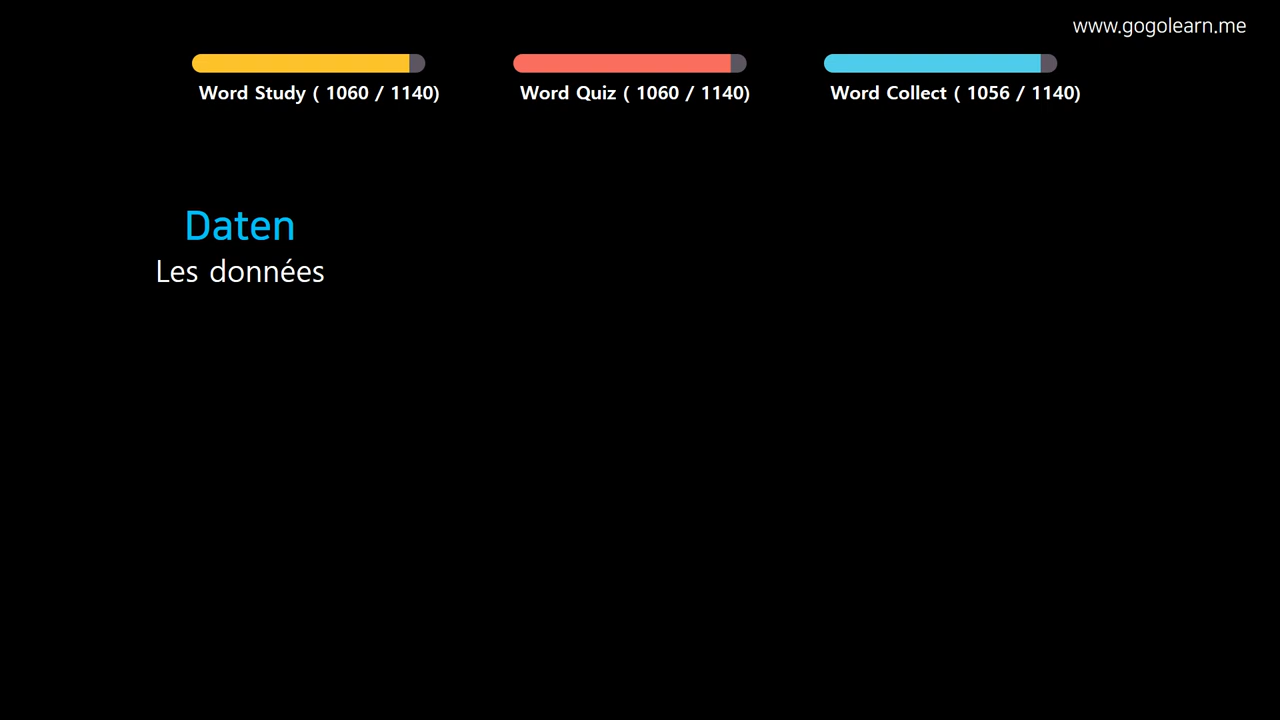 www.gogolearn.me
Word Study ( 1060 / 1140)
Word Quiz ( 1060 / 1140)
Word Collect ( 1056 / 1140)
Daten
Les données